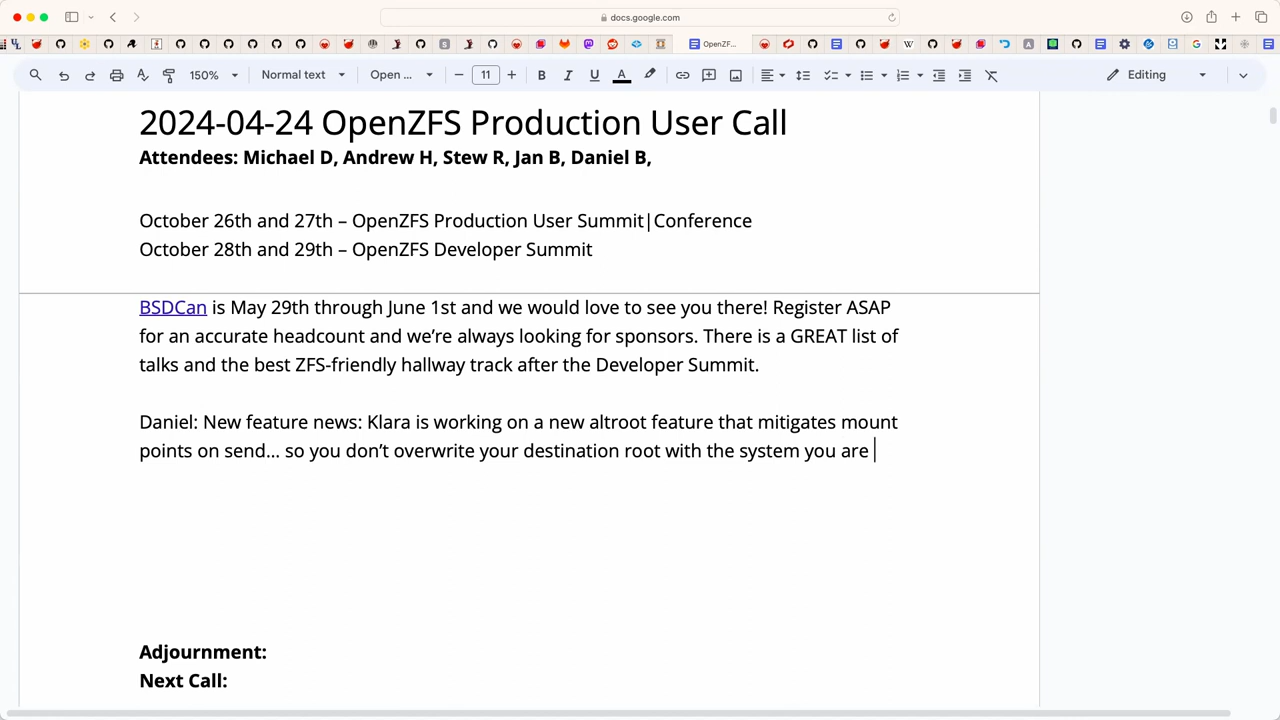 docs.google.com
OpenZF...
150%
Normal text
Open ...
11
Editing
2024-04-24 OpenZFS Production User Call
Attendees: Michael D, Andrew H, Stew R, Jan B, Daniel B,
October 26th and 27th – OpenZFS Production User Summit|Conference
October 28th and 29th – OpenZFS Developer Summit
BSDCan is May 29th through June 1st and we would love to see you there! Register ASAP
for an accurate headcount and we’re always looking for sponsors. There is a GREAT list of
talks and the best ZFS-friendly hallway track after the Developer Summit.
Daniel: New feature news: Klara is working on a new altroot feature that mitigates mount
points on send… so you don’t overwrite your destination root with the system you are
Adjournment:
Next Call: